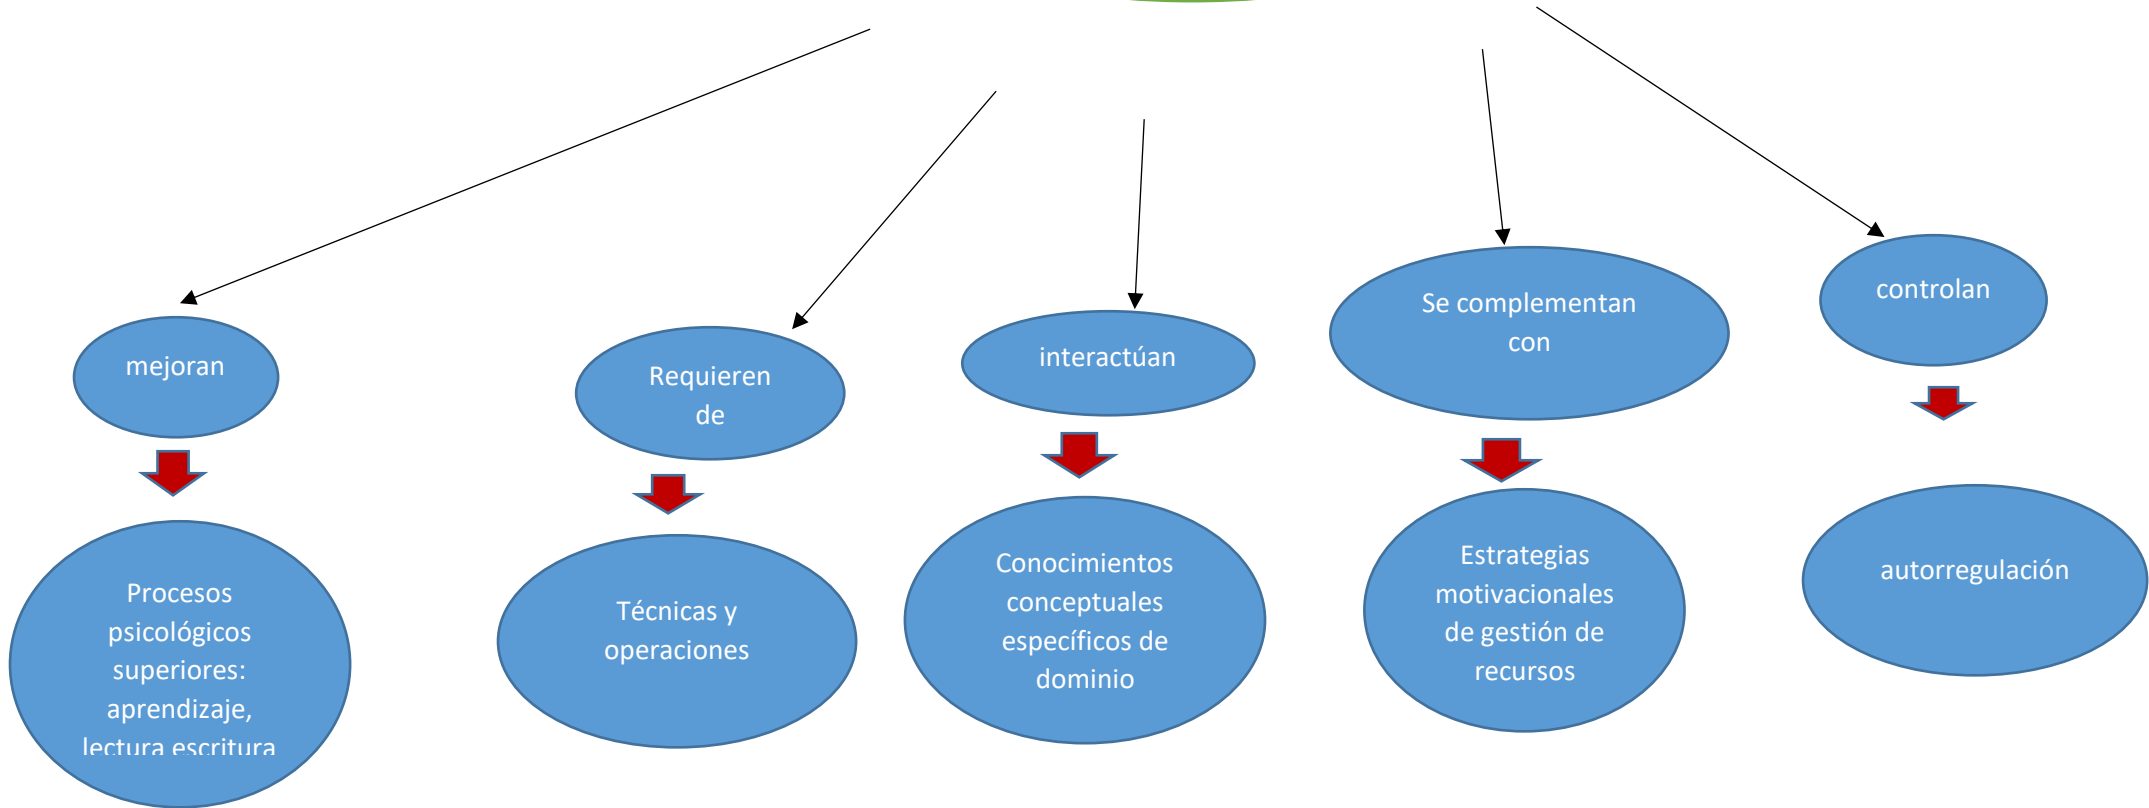 mejoran
Requieren
de
interactúan
Se complementan
con
controlan
Procesos
psicológicos
superiores:
aprendizaje,
lectura escritura
Técnicas y
operaciones
Conocimientos
conceptuales
específicos de
dominio
Estrategias
motivacionales
de gestión de
recursos
autorregulación